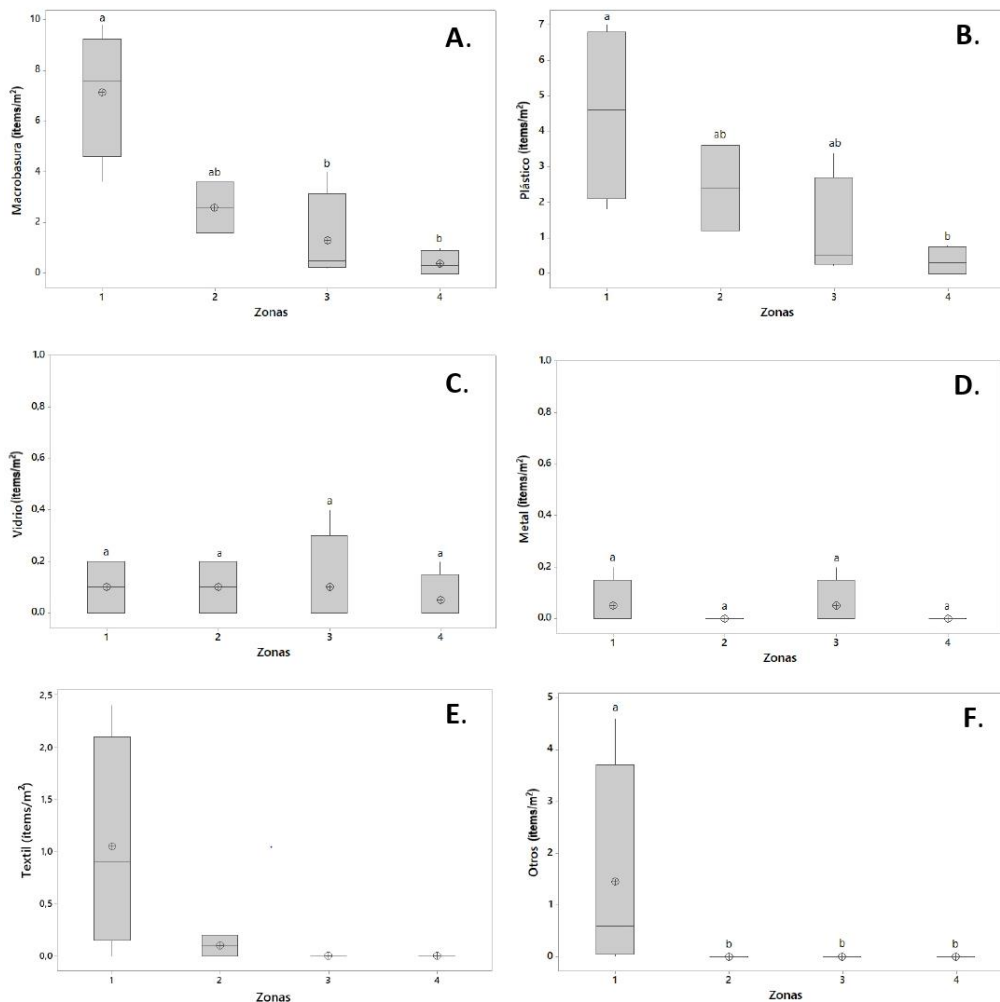 A.
Macrobasura (ítems/m²)
10
8
6
4
2
0
a
ab
b
b
1 2 3 4
Zonas
B.
Plástico (ítems/m²)
7
6
5
4
3
2
1
0
a
ab
ab
b
1 2 3 4
Zonas
C.
Vidrio (ítems/m²)
1,0
0,8
0,6
0,4
0,2
0,0
a
a
a
a
1 2 3 4
Zonas
D.
Metal (ítems/m²)
1,0
0,8
0,6
0,4
0,2
0,0
a
a
a
a
1 2 3 4
Zonas
E.
Textil (ítems/m²)
2,5
2,0
1,5
1,0
0,5
0,0
1 2 3 4
Zonas
F.
Otros (ítems/m²)
5
4
3
2
1
0
a
b
b
b
1 2 3 4
Zonas